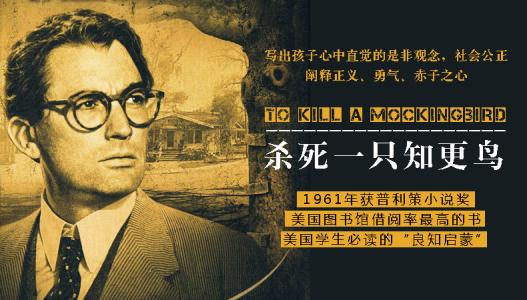 写出孩子心中直觉的是非观念，社会公正
阐释正义、勇气、赤子之心
TO KILL A MOCKINGBIRD
杀死一只知更鸟
1961年获普利策小说奖
美国图书馆借阅率最高的书
美国学生必读的“良知启蒙”